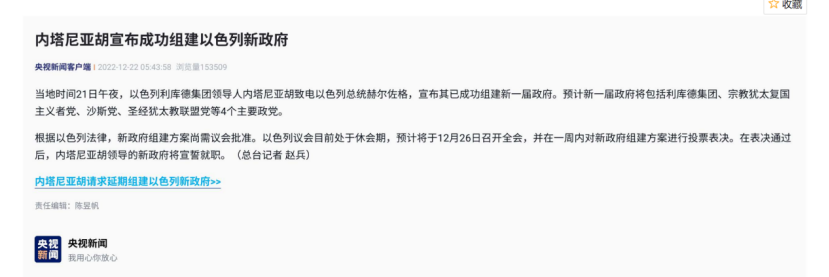 收藏
内塔尼亚胡宣布成功组建以色列新政府
央视新闻客户端 | 2022-12-22 05:43:58 浏览量153509
当地时间21日午夜，以色列利库德集团领导人内塔尼亚胡致电以色列总统赫尔佐格，宣布其已成功组建新一届政府。预计新一届政府将包括利库德集团、宗教犹太复国
主义者党、沙斯党、圣经犹太教联盟党等4个主要政党。
根据以色列法律，新政府组建方案尚需议会批准。以色列议会目前处于休会期，预计将于12月26日召开全会，并在一周内对新政府组建方案进行投票表决。在表决通过
后，内塔尼亚胡领导的新政府将宣誓就职。（总台记者 赵兵）
内塔尼亚胡请求延期组建以色列新政府>>
责任编辑：陈昱帆
央视新闻 央视新闻
我用心你放心